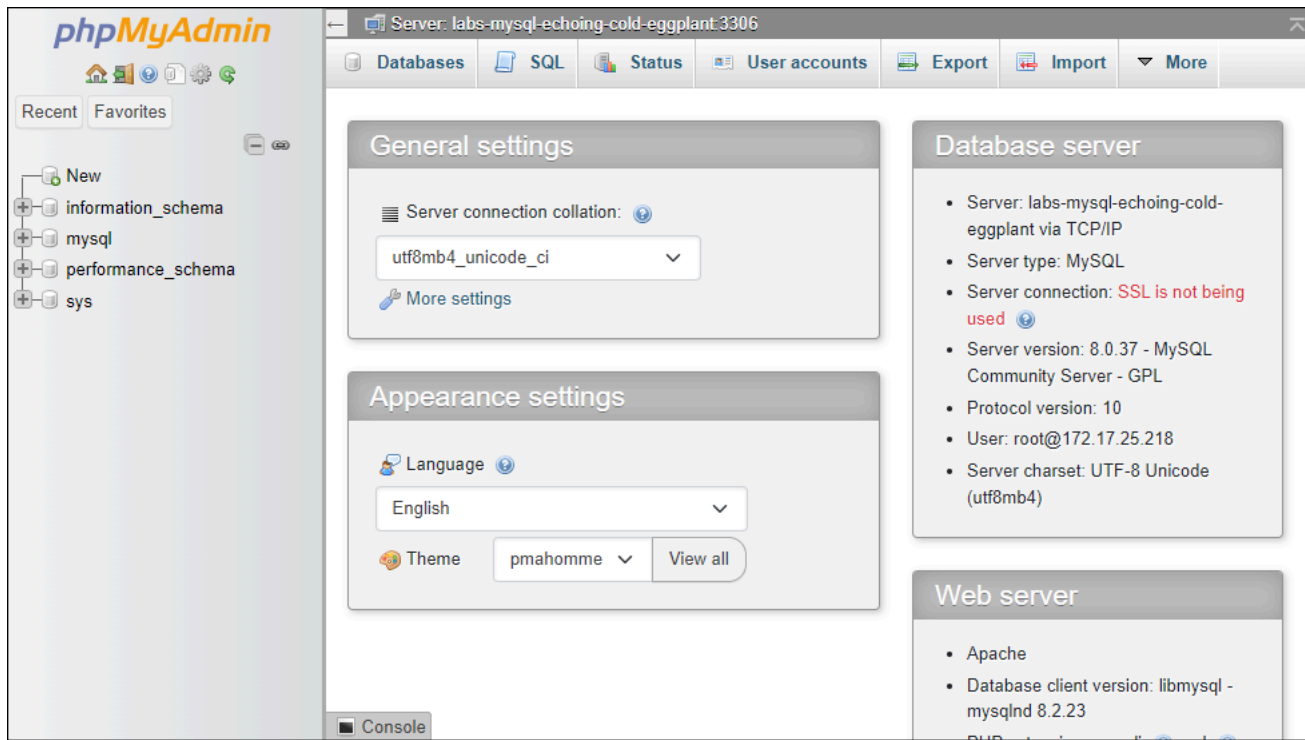 phpMyAdmin
Recent Favorites
New
information_schema
mysql
performance_schema
sys
Server: labs-mysql-echoing-cold-eggplant:3306
Databases SQL Status User accounts Export Import More
General settings
Server connection collation:
utf8mb4_unicode_ci
More settings
Appearance settings
Language
English
Theme pmahomme View all
Console
Database server
• Server: labs-mysql-echoing-cold-
eggplant via TCP/IP
• Server type: MySQL
• Server connection: SSL is not being
used
• Server version: 8.0.37 - MySQL
Community Server - GPL
• Protocol version: 10
• User: root@172.17.25.218
• Server charset: UTF-8 Unicode
(utf8mb4)
Web server
• Apache
• Database client version: libmysql -
mysqlnd 8.2.23